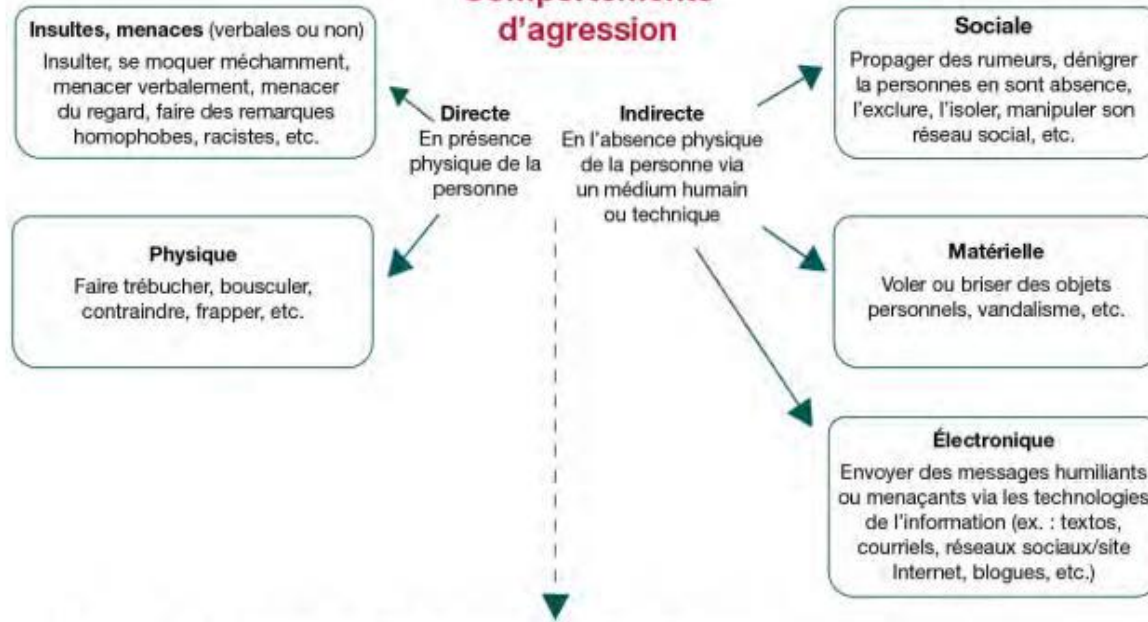 Comportements
d'agression
Insultes, menaces (verbales ou non)
Insulter, se moquer méchamment,
menacer verbalement, menacer
du regard, faire des remarques
homophobes, racistes, etc.
Directe
En présence
physique de la
personne
Physique
Faire trébucher, bousculer,
contraindre, frapper, etc.
Indirecte
En l'absence physique
de la personne via
un médium humain
ou technique
Sociale
Propager des rumeurs, dénigrer
la personnes en sont absence,
l'exclure, l'isoler, manipuler son
réseau social, etc.
Matérielle
Voler ou briser des objets
personnels, vandalisme, etc.
Électronique
Envoyer des messages humiliants
ou menaçants via les technologies
de l'information (ex. : textos,
courriels, réseaux sociaux/site
Internet, blogues, etc.)